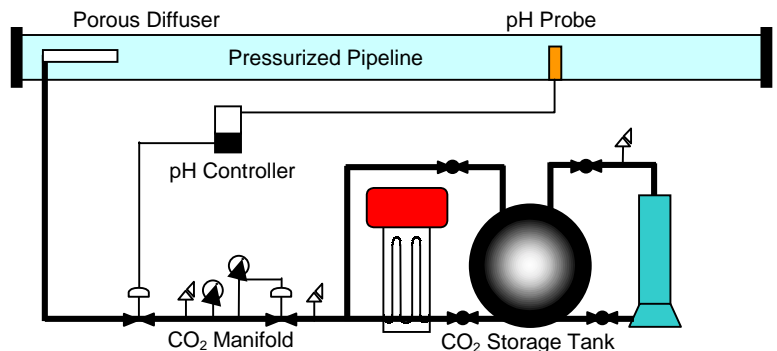 Porous Diffuser
pH Probe
Pressurized Pipeline
pH Controller
CO₂ Manifold
CO₂ Storage Tank